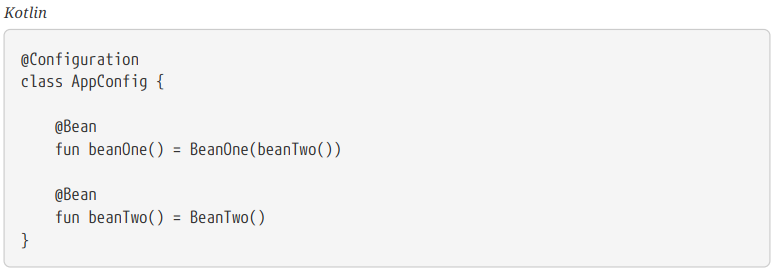 Kotlin
@Configuration
class AppConfig {
    @Bean
    fun beanOne() = BeanOne(beanTwo())
    @Bean
    fun beanTwo() = BeanTwo()
}